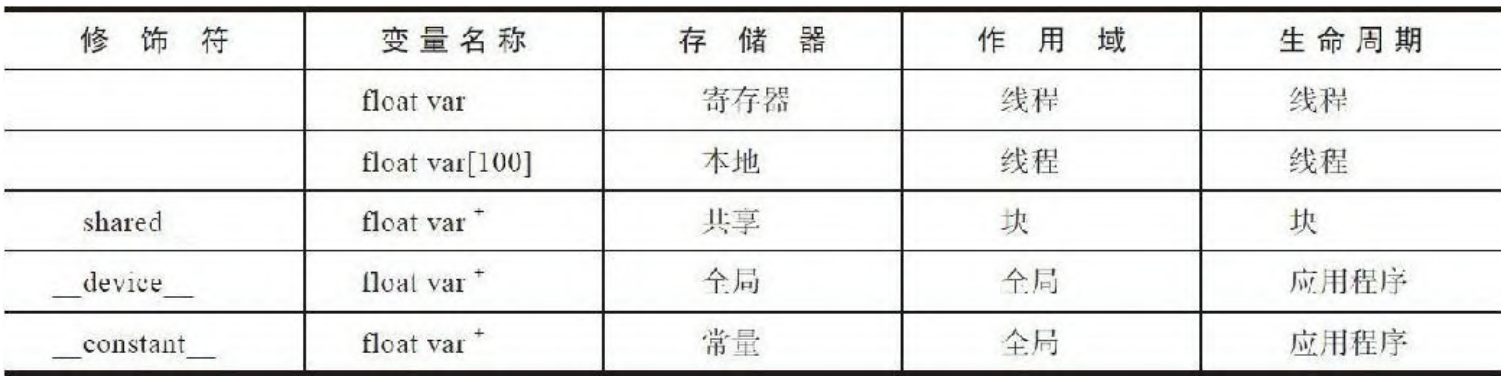 修 饰 符 变量名称 存 储 器 作 用 域 生命周期
float var 寄存器 线程 线程
float var[100] 本地 线程 线程
shared float var + 共享 块 块
__device__ float var + 全局 全局 应用程序
__constant__ float var + 常量 全局 应用程序